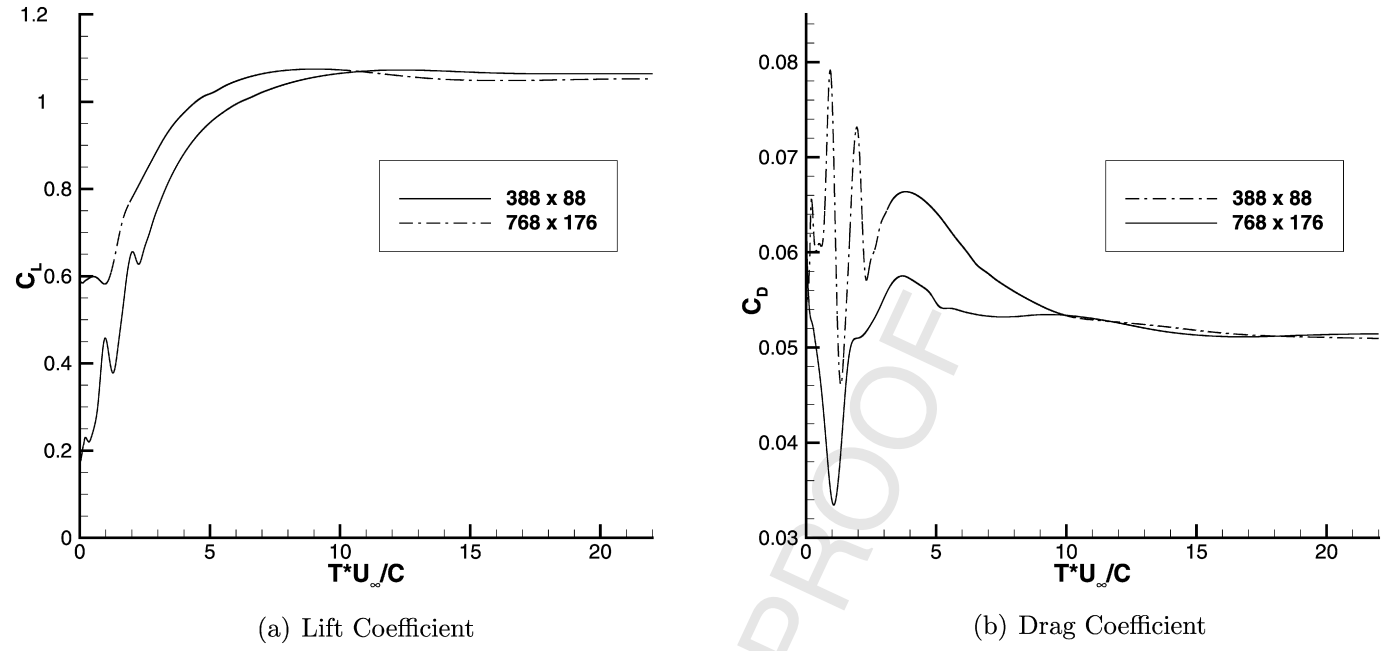 1.2
1
0.8
0.6
0.4
0.2
0
C_L
388 x 88
768 x 176
0 5 10 15 20
T*U_∞/C
(a) Lift Coefficient
0.08
0.07
0.06
0.05
0.04
0.03
C_D
388 x 88
768 x 176
0 5 10 15 20
T*U_∞/C
(b) Drag Coefficient
PROOF